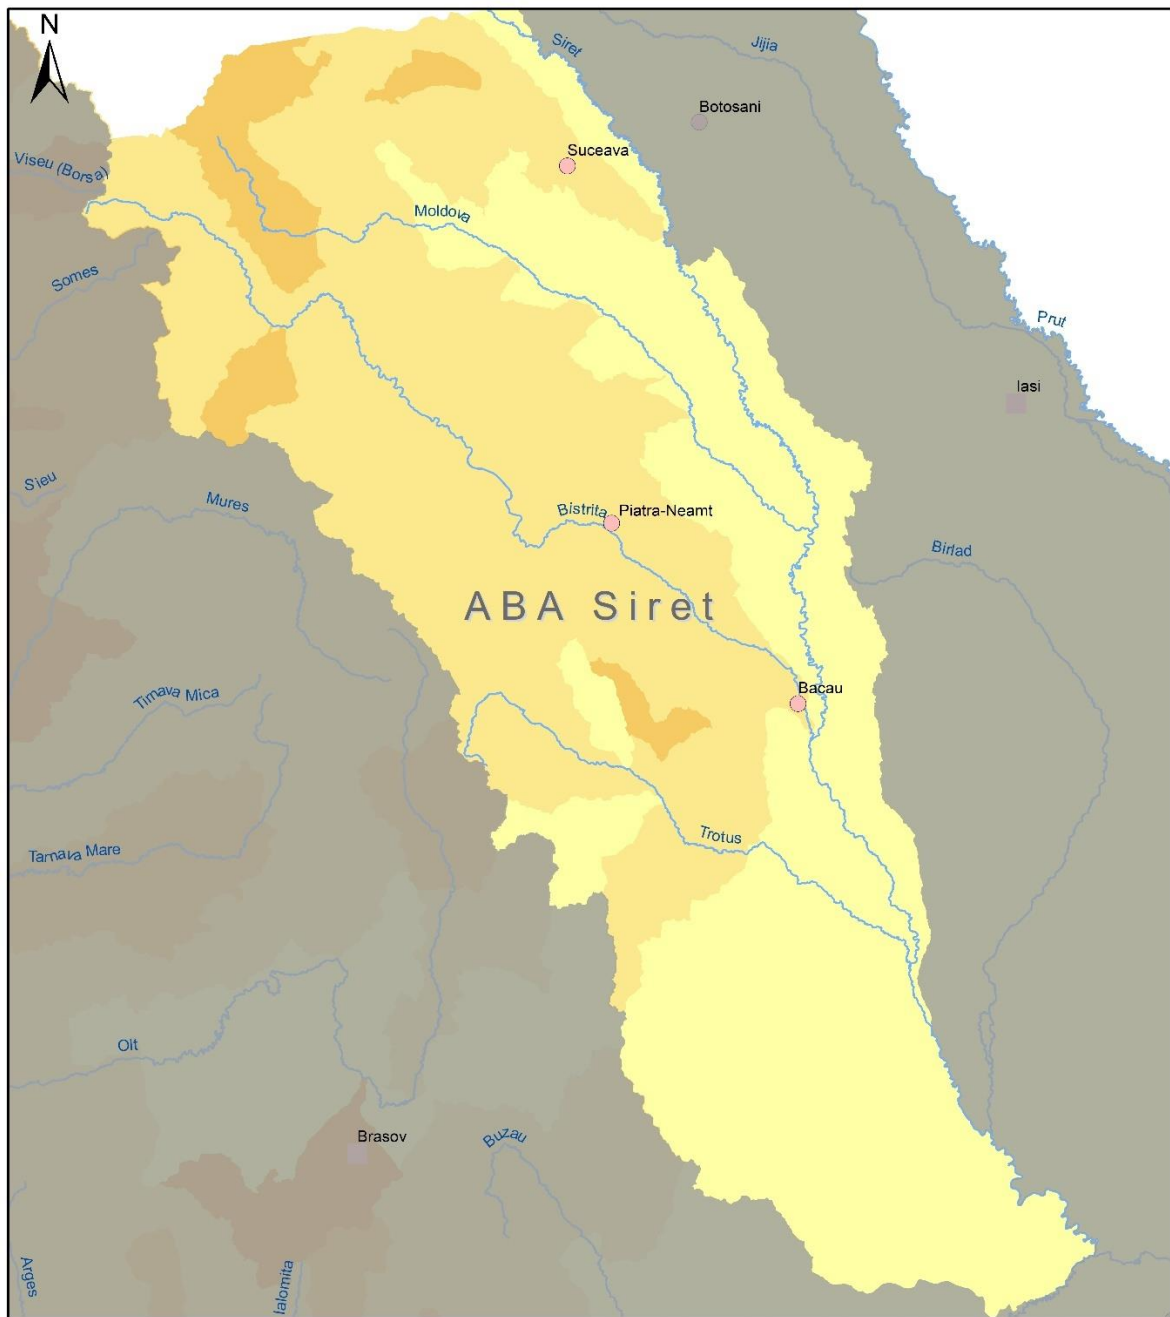 N
Siret
Jijia
Botosani
Suceava
Viseu (Borsa)
Moldova
Somes
Prut
Iasi
Sieu
Mures
Bistrita
Piatra-Neamt
Birlad
ABA Siret
Tirnava Mica
Bacau
Trotus
Tarnava Mare
Olt
Brasov
Buzau
Arges
Ialomita